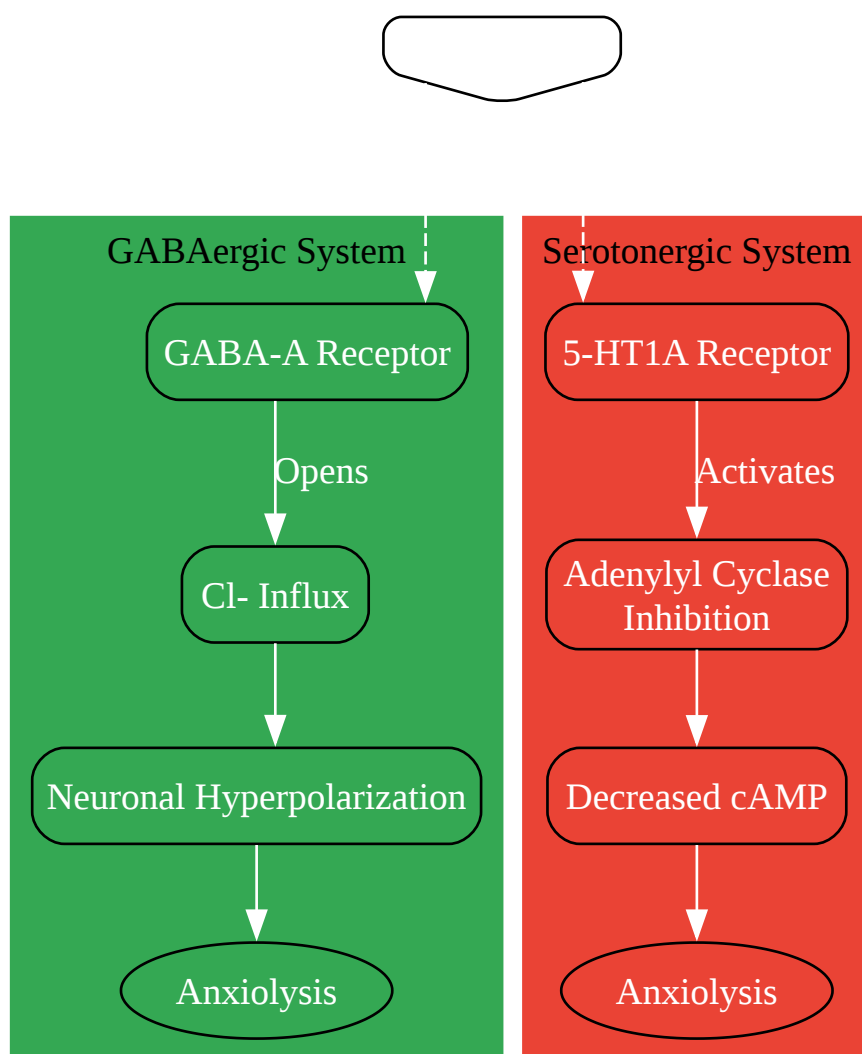 GABAergic System
GABA-A Receptor
Opens
Cl- Influx
Neuronal Hyperpolarization
Anxiolysis
Serotonergic System
5-HT1A Receptor
Activates
Adenylyl Cyclase
Inhibition
Decreased cAMP
Anxiolysis